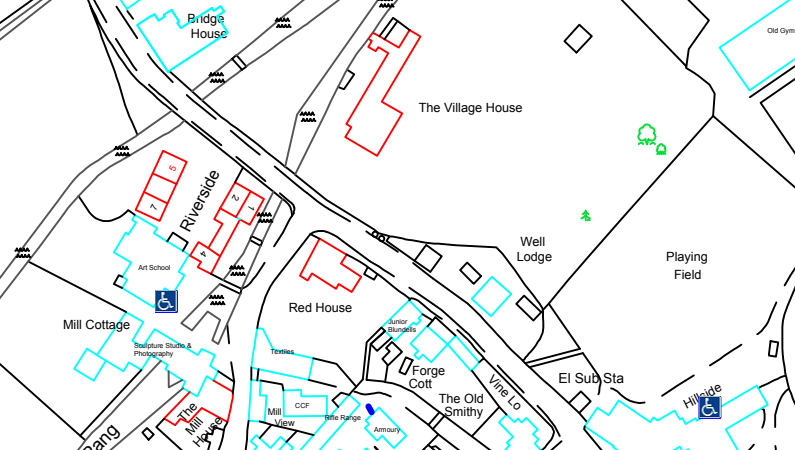 Bridge
House
Old Gym
The Village House
5
7
Riverside
2
1
4
Art School
Well
Lodge
Playing
Field
Red House
Mill Cottage
Junior
Blundells
Sculpture Studio &
Photography
Textiles
Forge
Cott
El Sub Sta
Vine Lo
The Old
Smithy
Hillside
CCF
Mill
View
Rifle Range
Armoury
The
Mill
House
Bang